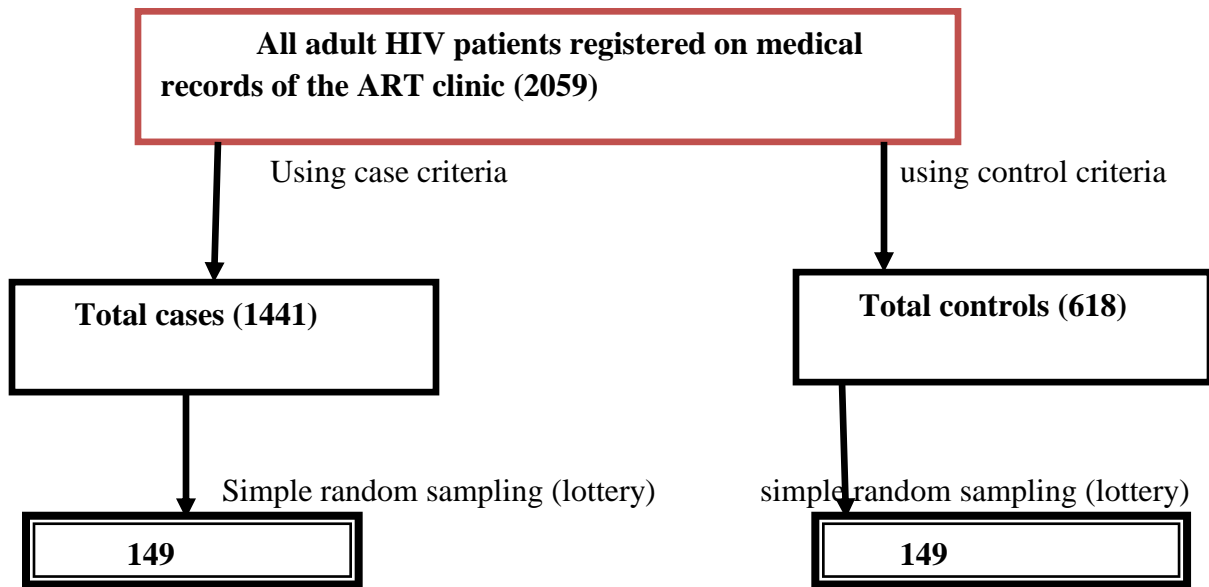 All adult HIV patients registered on medical
records of the ART clinic (2059)
Using case criteria
using control criteria
Total cases (1441)
Total controls (618)
Simple random sampling (lottery)
simple random sampling (lottery)
149
149